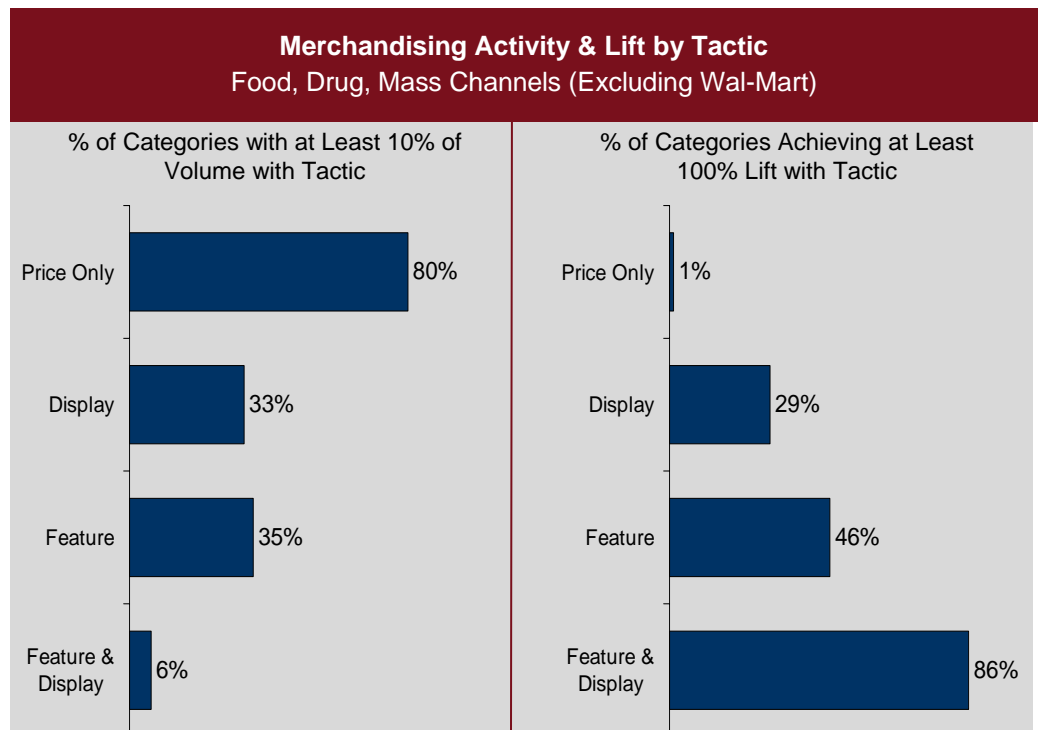 Merchandising Activity & Lift by Tactic
Food, Drug, Mass Channels (Excluding Wal-Mart)
% of Categories with at Least 10% of
Volume with Tactic
Price Only
80%
Display
33%
Feature
35%
Feature &
Display
6%
% of Categories Achieving at Least
100% Lift with Tactic
Price Only
1%
Display
29%
Feature
46%
Feature &
Display
86%